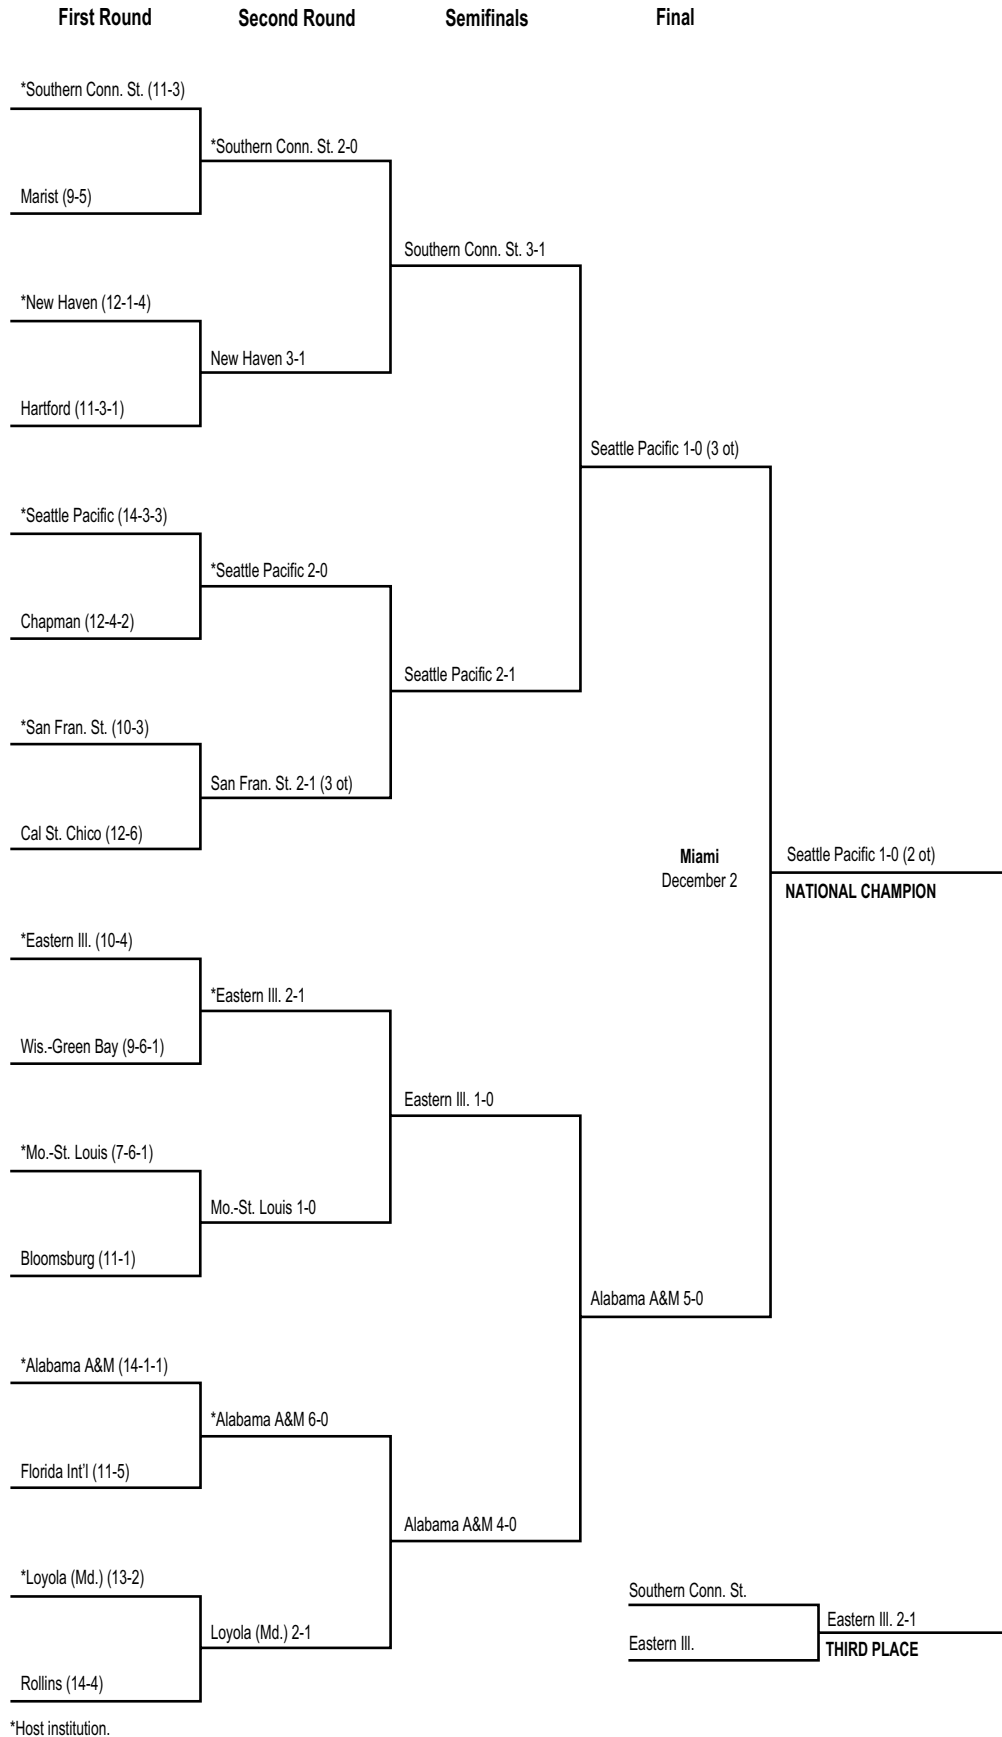 First Round Second Round Semifinals Final
*Southern Conn. St. (11-3)
*Southern Conn. St. 2-0
Marist (9-5)
Southern Conn. St. 3-1
*New Haven (12-1-4)
New Haven 3-1
Hartford (11-3-1)
Seattle Pacific 1-0 (3 ot)
*Seattle Pacific (14-3-3)
*Seattle Pacific 2-0
Chapman (12-4-2)
Seattle Pacific 2-1
*San Fran. St. (10-3)
San Fran. St. 2-1 (3 ot)
Cal St. Chico (12-6)
Miami
December 2
Seattle Pacific 1-0 (2 ot)
NATIONAL CHAMPION
*Eastern Ill. (10-4)
*Eastern Ill. 2-1
Wis.-Green Bay (9-6-1)
Eastern Ill. 1-0
*Mo.-St. Louis (7-6-1)
Mo.-St. Louis 1-0
Bloomsburg (11-1)
Alabama A&M 5-0
*Alabama A&M (14-1-1)
*Alabama A&M 6-0
Florida Int'l (11-5)
Alabama A&M 4-0
*Loyola (Md.) (13-2)
Loyola (Md.) 2-1
Rollins (14-4)
Southern Conn. St.
Eastern Ill. 2-1
Eastern Ill.
THIRD PLACE
*Host institution.